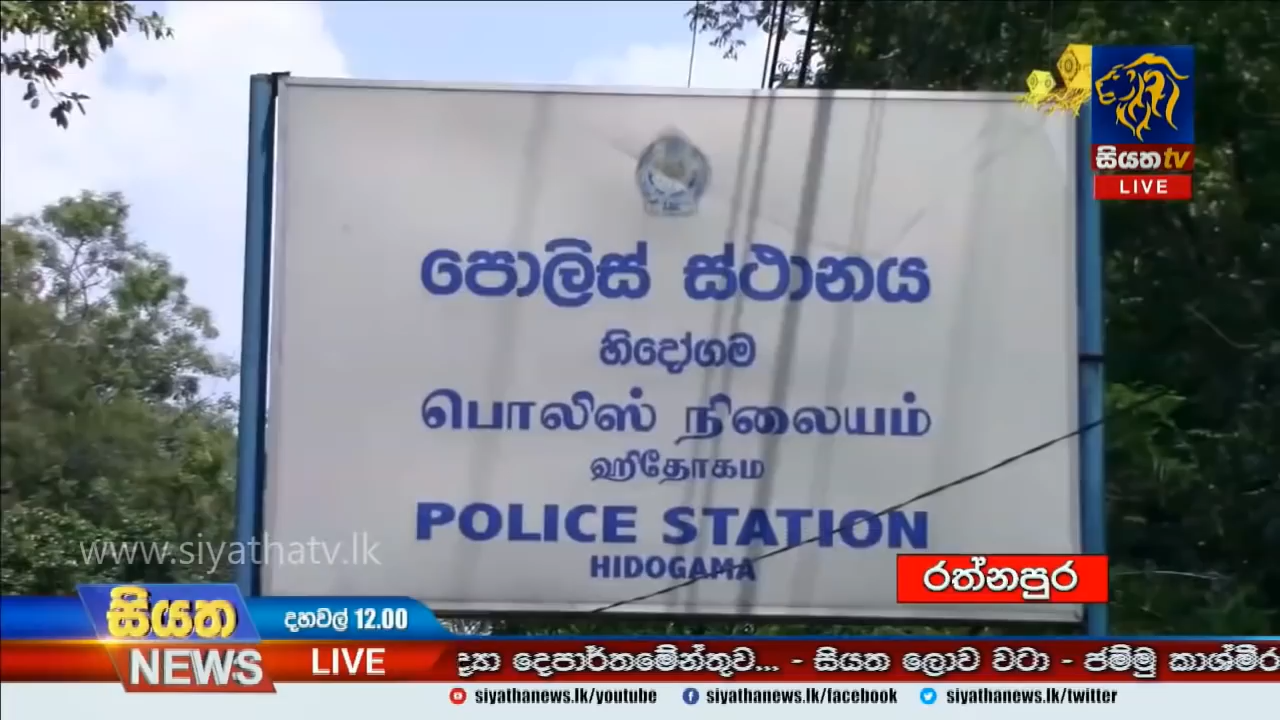 සියත tv
LIVE
පොලිස් ස්ථානය
හිදෝගම
பொலிஸ் நிலையம்
ஹிதோகம
POLICE STATION
HIDOGAMA
www.siyathatv.lk
රත්නපුර
සියත
NEWS
දහවල් 12.00
LIVE
ද්‍යා දෙපාර්තමේන්තුව... - සියත ලොව වටා - ජම්මු කාශ්මීර
siyathanews.lk/youtube
siyathanews.lk/facebook
siyathanews.lk/twitter